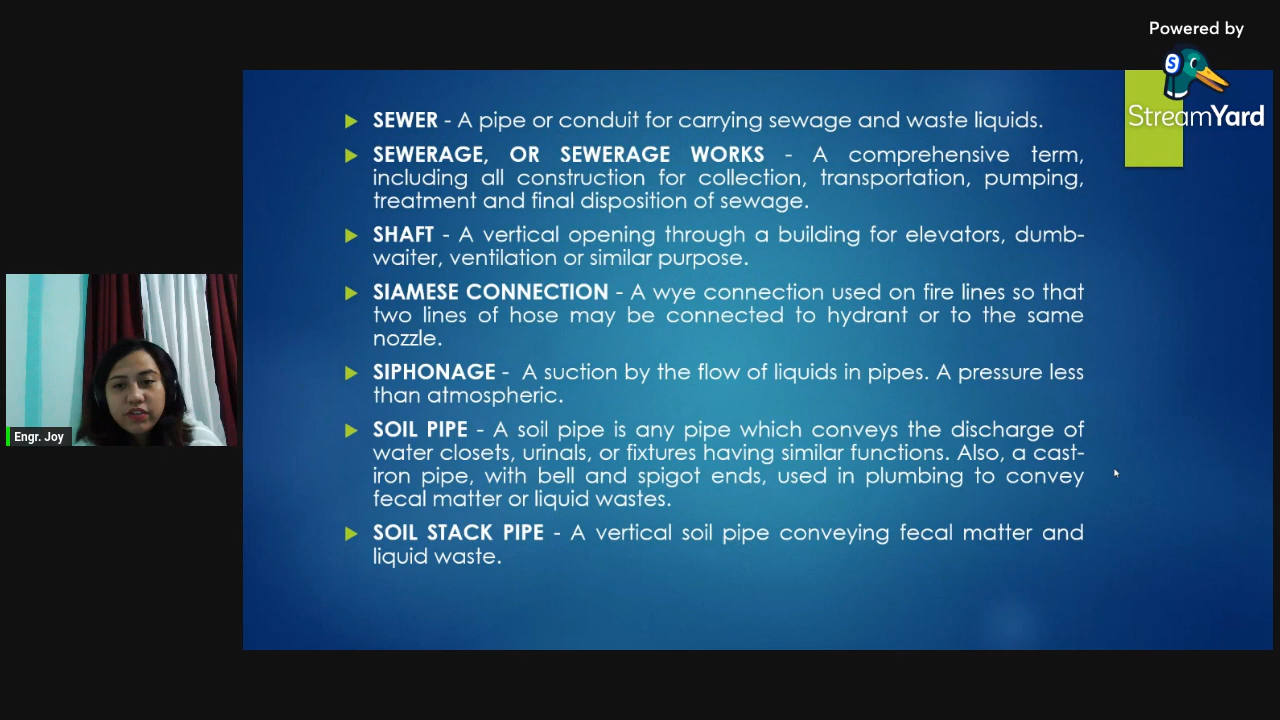 Powered by
StreamYard
SEWER - A pipe or conduit for carrying sewage and waste liquids.
SEWERAGE, OR SEWERAGE WORKS - A comprehensive term,
including all construction for collection, transportation, pumping,
treatment and final disposition of sewage.
SHAFT - A vertical opening through a building for elevators, dumb-
waiter, ventilation or similar purpose.
SIAMESE CONNECTION - A wye connection used on fire lines so that
two lines of hose may be connected to hydrant or to the same
nozzle.
SIPHONAGE - A suction by the flow of liquids in pipes. A pressure less
than atmospheric.
SOIL PIPE - A soil pipe is any pipe which conveys the discharge of
water closets, urinals, or fixtures having similar functions. Also, a cast-
iron pipe, with bell and spigot ends, used in plumbing to convey
fecal matter or liquid wastes.
SOIL STACK PIPE - A vertical soil pipe conveying fecal matter and
liquid waste.
Engr. Joy